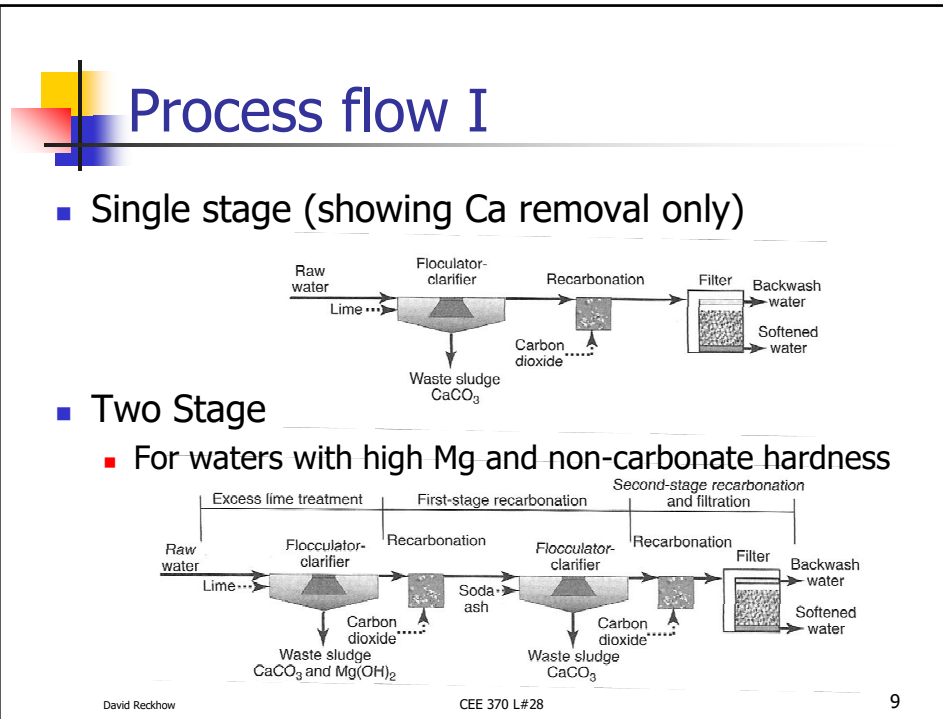 Process flow I
Single stage (showing Ca removal only)
Raw
water
Lime
Floculator-
clarifier
Waste sludge
CaCO₃
Recarbonation
Carbon
dioxide
Filter
Backwash
water
Softened
water
Two Stage
For waters with high Mg and non-carbonate hardness
Excess lime treatment
First-stage recarbonation
Second-stage recarbonation
and filtration
Raw
water
Lime
Flocculator-
clarifier
Waste sludge
CaCO₃ and Mg(OH)₂
Recarbonation
Carbon
dioxide
Soda
ash
Flocculator-
clarifier
Waste sludge
CaCO₃
Recarbonation
Carbon
dioxide
Filter
Backwash
water
Softened
water
David Reckhow
CEE 370 L#28
9